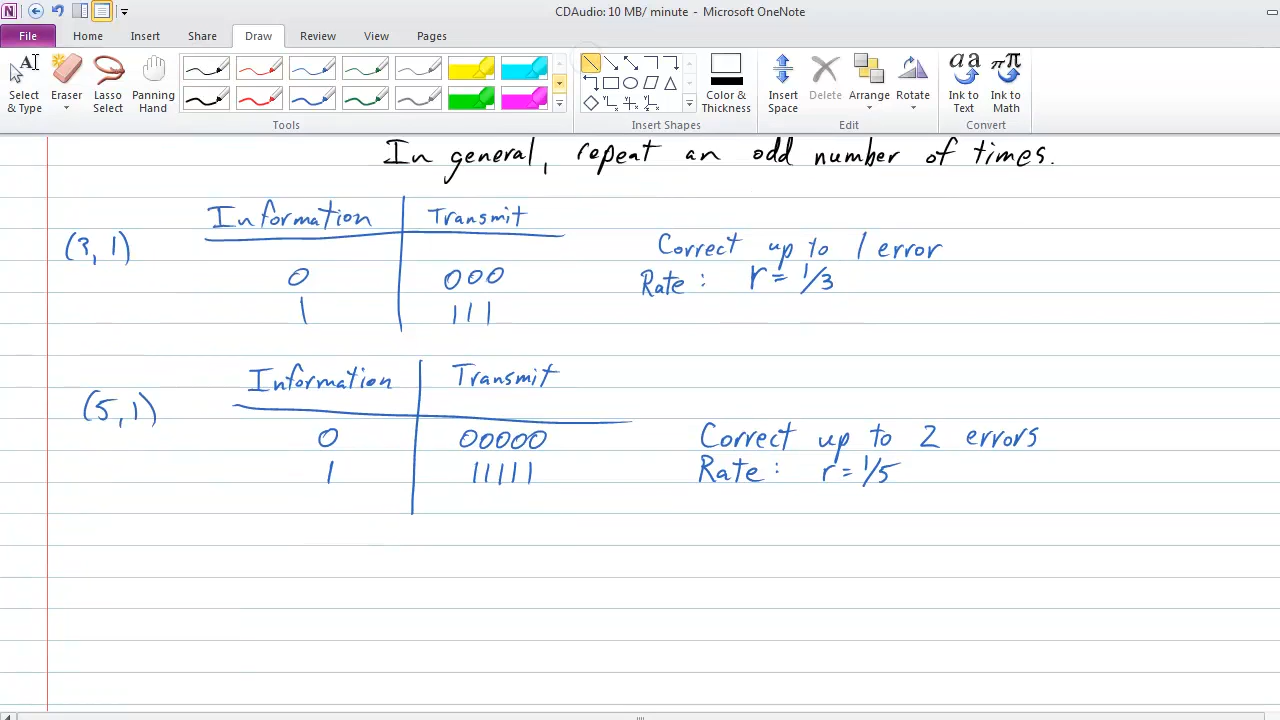 CDAudio: 10 MB/ minute - Microsoft OneNote
File Home Insert Share Draw Review View Pages
Select & Type Eraser Lasso Select Panning Hand Color & Thickness Insert Space Delete Arrange Rotate Ink to Text Ink to Math
Tools Insert Shapes Edit Convert
In general, repeat an odd number of times.
Information Transmit
(3, 1) Correct up to 1 error
0 000 Rate: r = 1/3
1 111
Information Transmit
(5, 1)
0 00000 Correct up to 2 errors
1 11111 Rate: r = 1/5